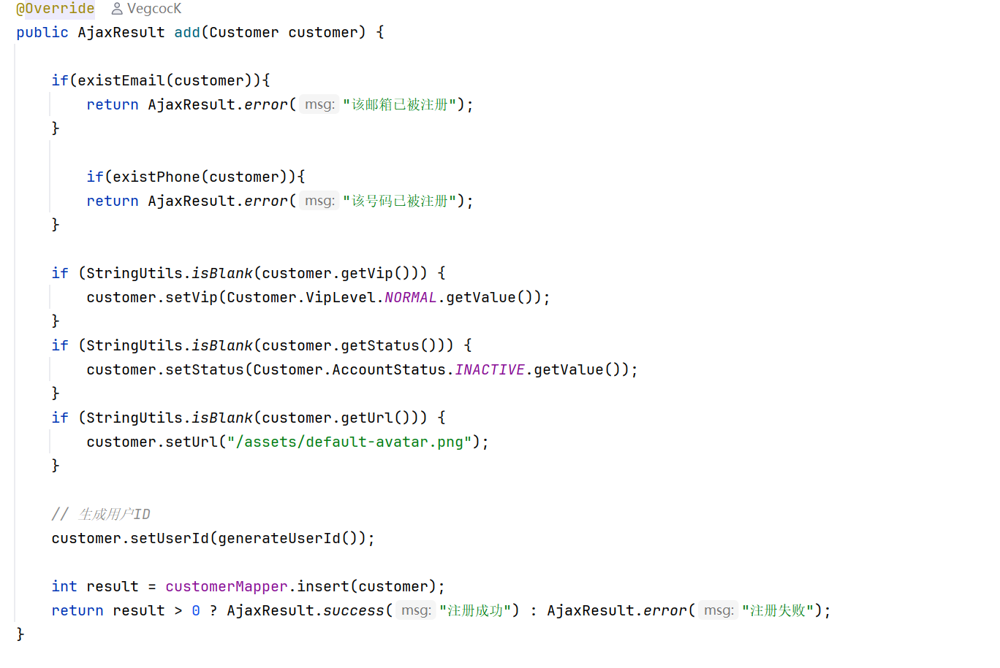 @Override VegcocK
public AjaxResult add(Customer customer) {
if(existEmail(customer)){
return AjaxResult.error( msg: "该邮箱已被注册");
}
if(existPhone(customer)){
return AjaxResult.error( msg: "该号码已被注册");
}
if (StringUtils.isBlank(customer.getVip())) {
customer.setVip(Customer.VipLevel.NORMAL.getValue());
}
if (StringUtils.isBlank(customer.getStatus())) {
customer.setStatus(Customer.AccountStatus.INACTIVE.getValue());
}
if (StringUtils.isBlank(customer.getUrl())) {
customer.setUrl("/assets/default-avatar.png");
}
// 生成用户ID
customer.setUserId(generateUserId());
int result = customerMapper.insert(customer);
return result > 0 ? AjaxResult.success( msg: "注册成功") : AjaxResult.error( msg: "注册失败");
}